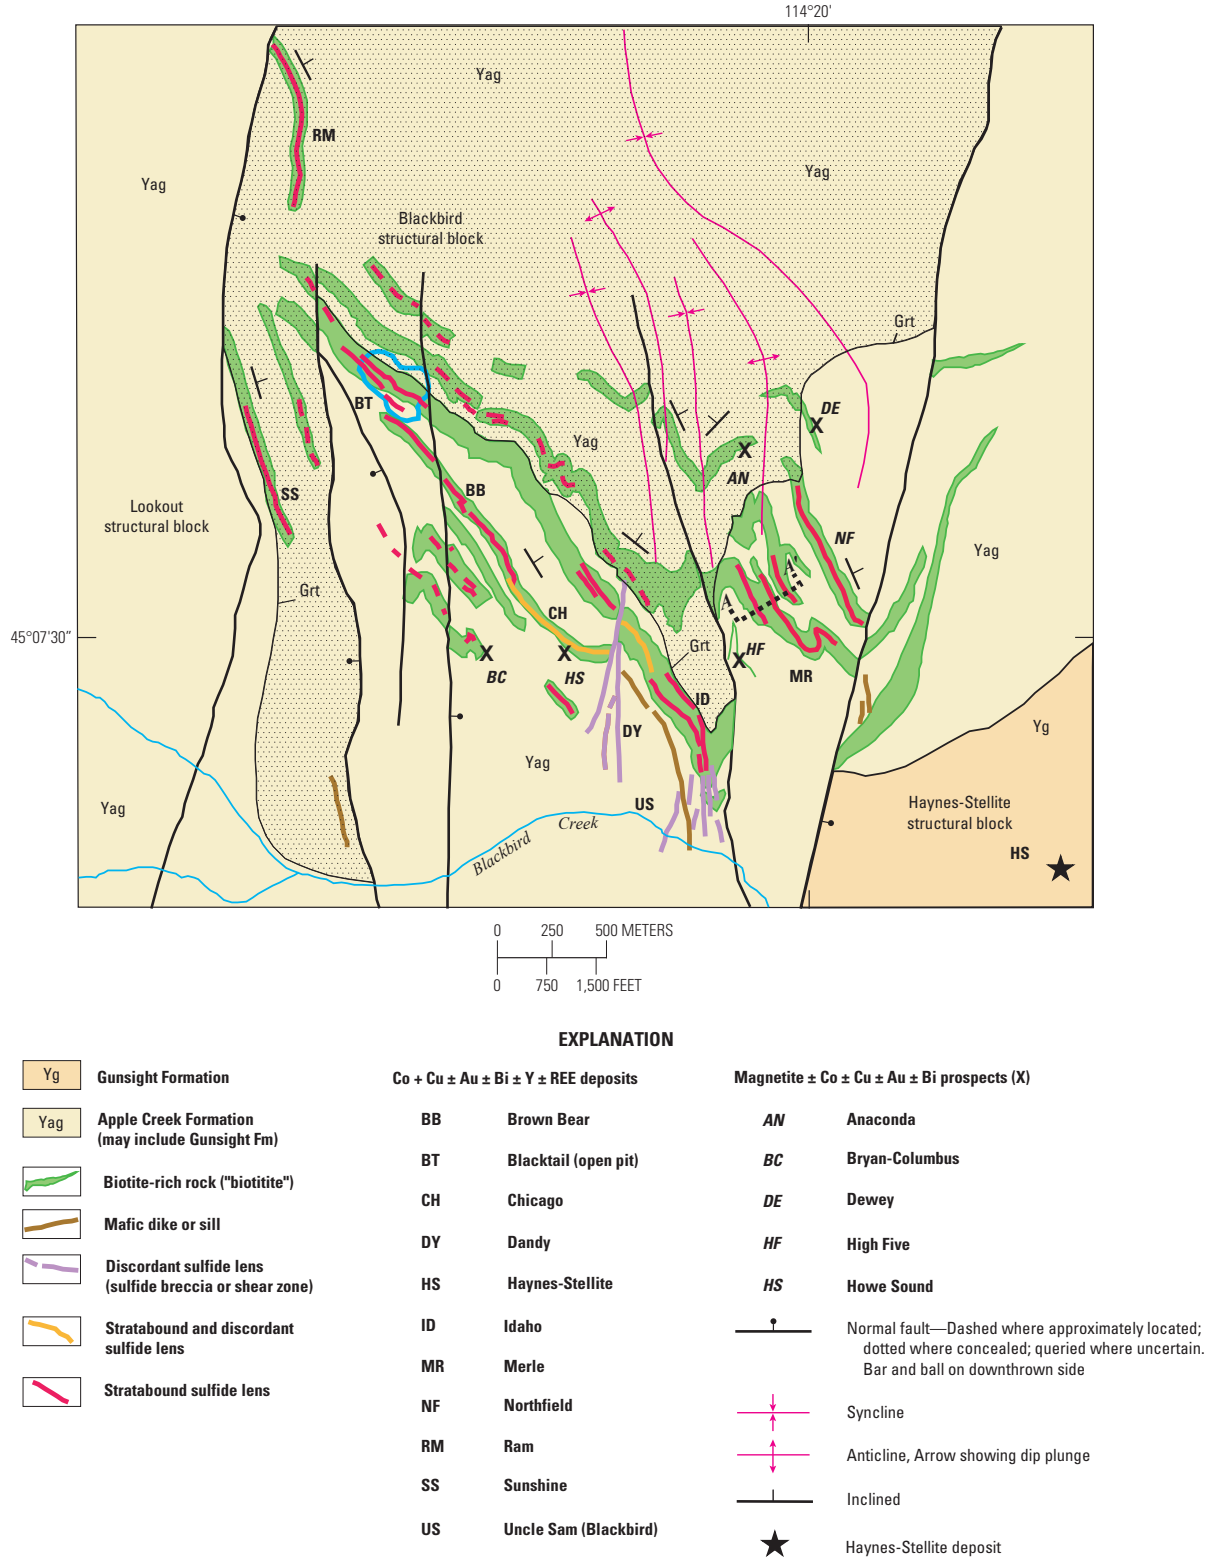 114°20'
Yag
RM
Yag
Yag
Blackbird
structural block
Grt
BT
DE
Yag
AN
SS
BB
Lookout
structural block
NF
Yag
A'
Grt
A
CH
45°07'30"
Grt
HF
BC
HS
MR
ID
DY
Yg
Yag
Yag
US
Haynes-Stellite
structural block
Creek
Blackbird
HS
0 250 500 METERS
0 750 1,500 FEET
EXPLANATION
Yg Gunsight Formation
Yag Apple Creek Formation
(may include Gunsight Fm)
Biotite-rich rock ("biotitite")
Mafic dike or sill
Discordant sulfide lens
(sulfide breccia or shear zone)
Stratabound and discordant
sulfide lens
Stratabound sulfide lens
Co + Cu ± Au ± Bi ± Y ± REE deposits
BB Brown Bear
BT Blacktail (open pit)
CH Chicago
DY Dandy
HS Haynes-Stellite
ID Idaho
MR Merle
NF Northfield
RM Ram
SS Sunshine
US Uncle Sam (Blackbird)
Magnetite ± Co ± Cu ± Au ± Bi prospects (X)
AN Anaconda
BC Bryan-Columbus
DE Dewey
HF High Five
HS Howe Sound
Normal fault—Dashed where approximately located;
dotted where concealed; queried where uncertain.
Bar and ball on downthrown side
Syncline
Anticline, Arrow showing dip plunge
Inclined
Haynes-Stellite deposit